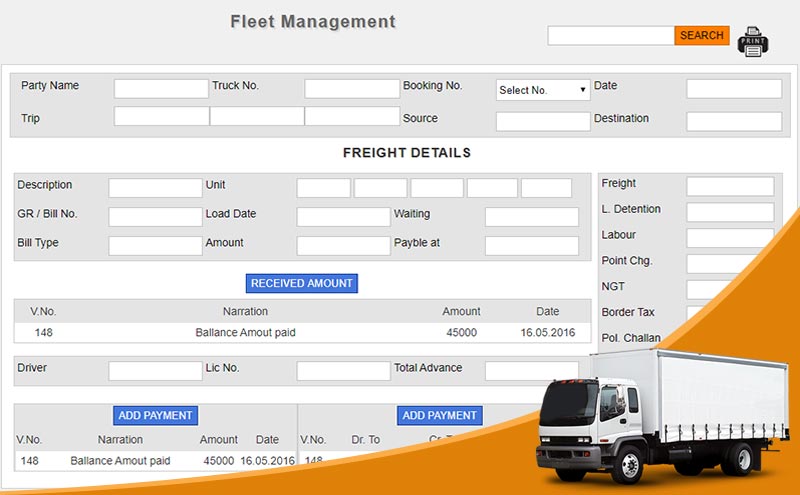 Fleet Management
SEARCH
PRINT
Party Name Truck No. Booking No. Select No. Date
Trip Source Destination
FREIGHT DETAILS
Description Unit
GR / Bill No. Load Date Waiting
Bill Type Amount Payble at
Freight
L. Detention
Labour
Point Chg.
NGT
Border Tax
Pol. Challan
RECEIVED AMOUNT
V.No. Narration Amount Date
148 Ballance Amout paid 45000 16.05.2016
Driver Lic No. Total Advance
ADD PAYMENT ADD PAYMENT
V.No. Narration Amount Date V.No. Dr. To
148 Ballance Amout paid 45000 16.05.2016 148